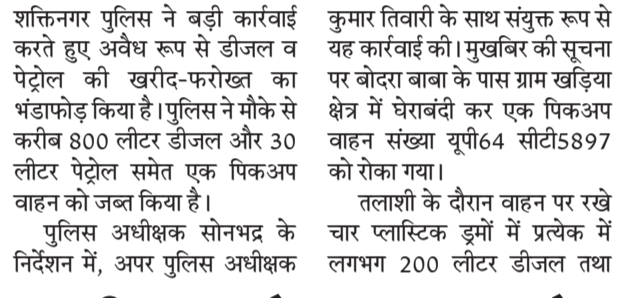 शक्तिनगर पुलिस ने बड़ी कार्रवाई
करते हुए अवैध रूप से डीजल व
पेट्रोल की खरीद-फरोख्त का
भंडाफोड़ किया है।पुलिस ने मौके से
करीब 800 लीटर डीजल और 30
लीटर पेट्रोल समेत एक पिकअप
वाहन को जब्त किया है।
पुलिस अधीक्षक सोनभद्र के
निर्देशन में, अपर पुलिस अधीक्षक
कुमार तिवारी के साथ संयुक्त रूप से
यह कार्रवाई की। मुखबिर की सूचना
पर बोदरा बाबा के पास ग्राम खड़िया
क्षेत्र में घेराबंदी कर एक पिकअप
वाहन संख्या यूपी64 सीटी5897
को रोका गया।
तलाशी के दौरान वाहन पर रखे
चार प्लास्टिक ड्रमों में प्रत्येक में
लगभग 200 लीटर डीजल तथा